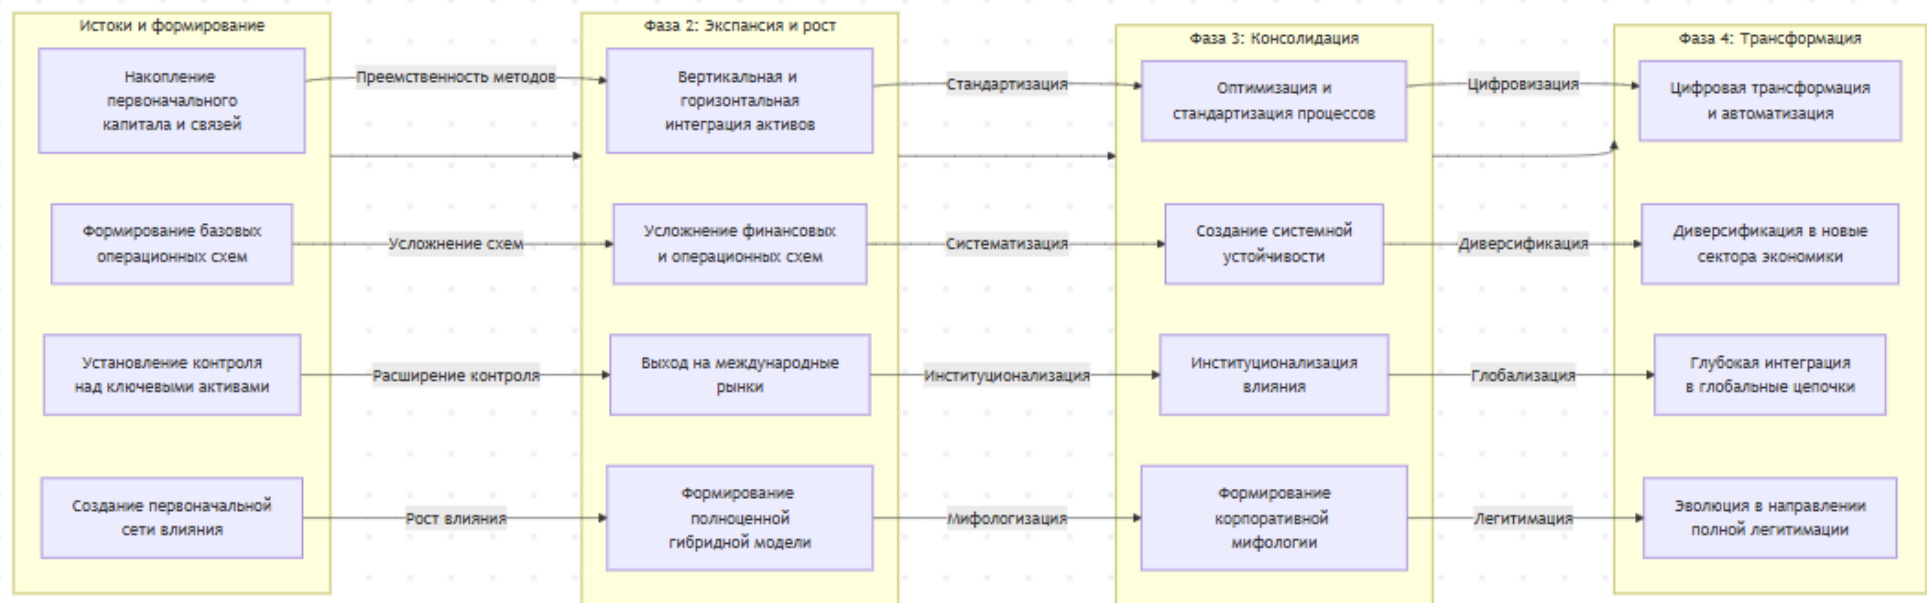 Истоки и формирование
Накопление
первоначального
капитала и связей
Формирование базовых
операционных схем
Установление контроля
над ключевыми активами
Создание первоначальной
сети влияния
Преемственность методов
Усложнение схем
Расширение контроля
Рост влияния
Фаза 2: Экспансия и рост
Вертикальная и
горизонтальная
интеграция активов
Усложнение финансовых
и операционных схем
Выход на международные
рынки
Формирование
полноценной
гибридной модели
Стандартизация
Систематизация
Институционализация
Мифологизация
Фаза 3: Консолидация
Оптимизация и
стандартизация процессов
Создание системной
устойчивости
Институционализация
влияния
Формирование
корпоративной
мифологии
Цифровизация
Диверсификация
Глобализация
Легитимация
Фаза 4: Трансформация
Цифровая трансформация
и автоматизация
Диверсификация в новые
сектора экономики
Глубокая интеграция
в глобальные цепочки
Эволюция в направлении
полной легитимации